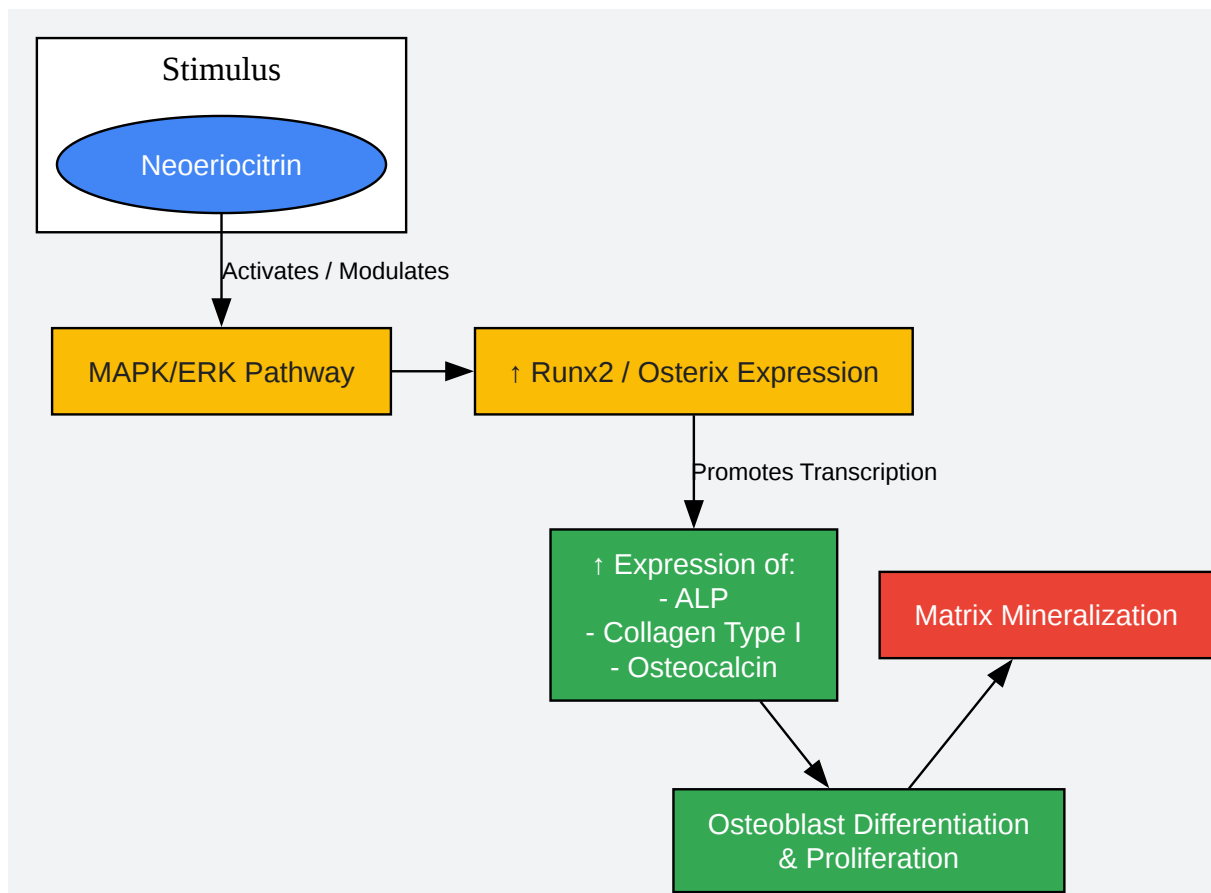 Stimulus
Neoeriocitrin
Activates / Modulates
MAPK/ERK Pathway
↑ Runx2 / Osterix Expression
Promotes Transcription
↑ Expression of:
- ALP
- Collagen Type I
- Osteocalcin
Matrix Mineralization
Osteoblast Differentiation
& Proliferation